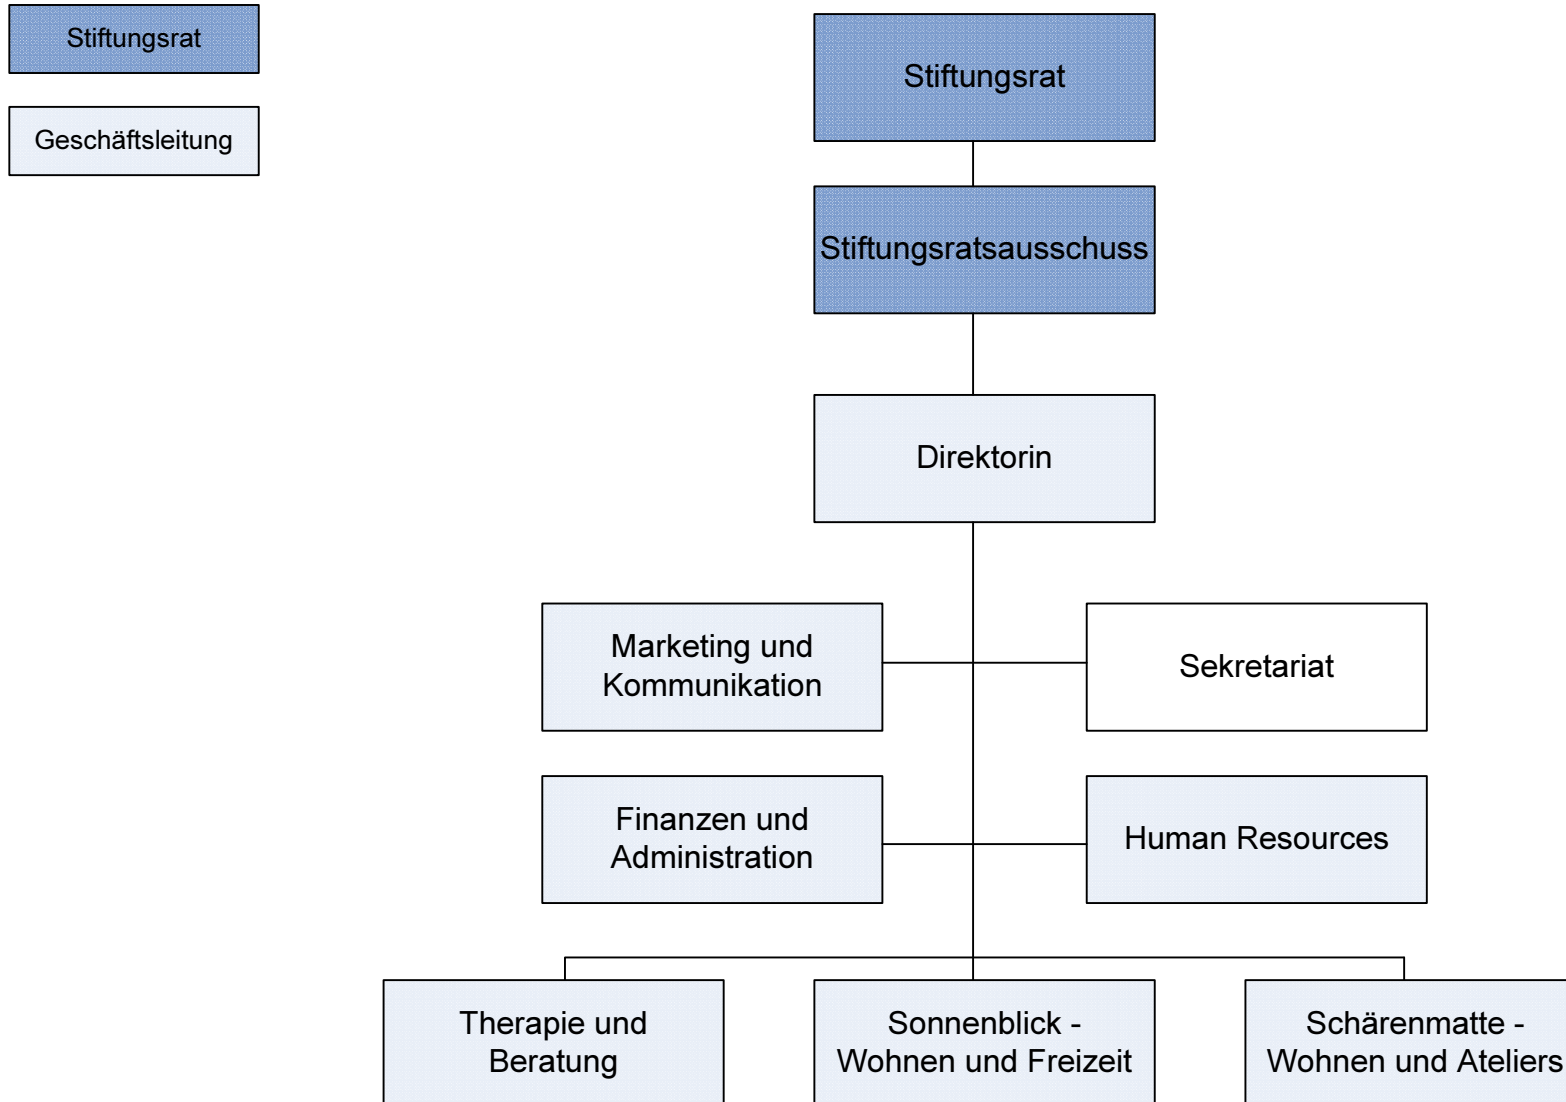 Stiftungsrat
Geschäftsleitung
Stiftungsrat
Stiftungsratsausschuss
Direktorin
Marketing und
Kommunikation
Sekretariat
Finanzen und
Administration
Human Resources
Therapie und
Beratung
Sonnenblick -
Wohnen und Freizeit
Schärenmatte -
Wohnen und Ateliers